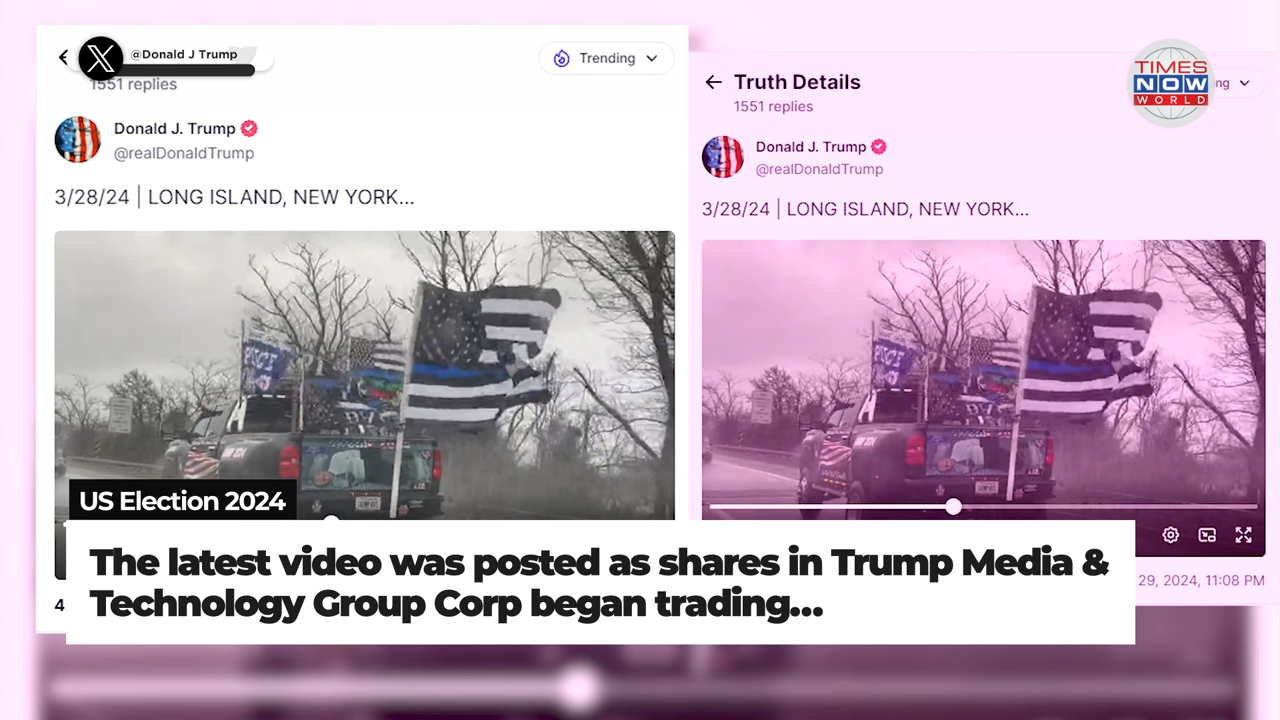 @Donald J Trump
1551 replies
Trending
Donald J. Trump
@realDonaldTrump
3/28/24 | LONG ISLAND, NEW YORK...
Truth Details
1551 replies
ng
TIMES
NOW
WORLD
Donald J. Trump
@realDonaldTrump
3/28/24 | LONG ISLAND, NEW YORK...
29, 2024, 11:08 PM
4
US Election 2024
The latest video was posted as shares in Trump Media &
Technology Group Corp began trading...